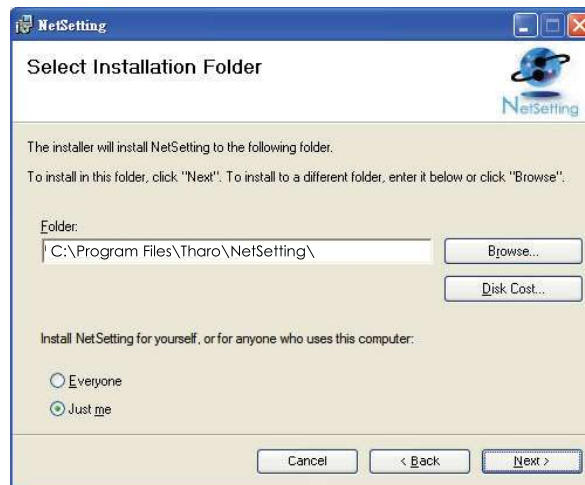 NetSetting
Select Installation Folder
NetSetting
The installer will install NetSetting to the following folder.
To install in this folder, click "Next". To install to a different folder, enter it below or click "Browse".
Folder:
C:\Program Files\Tharo\NetSetting\
Browse...
Disk Cost...
Install NetSetting for yourself, or for anyone who uses this computer:
Everyone
Just me
Cancel
< Back
Next >